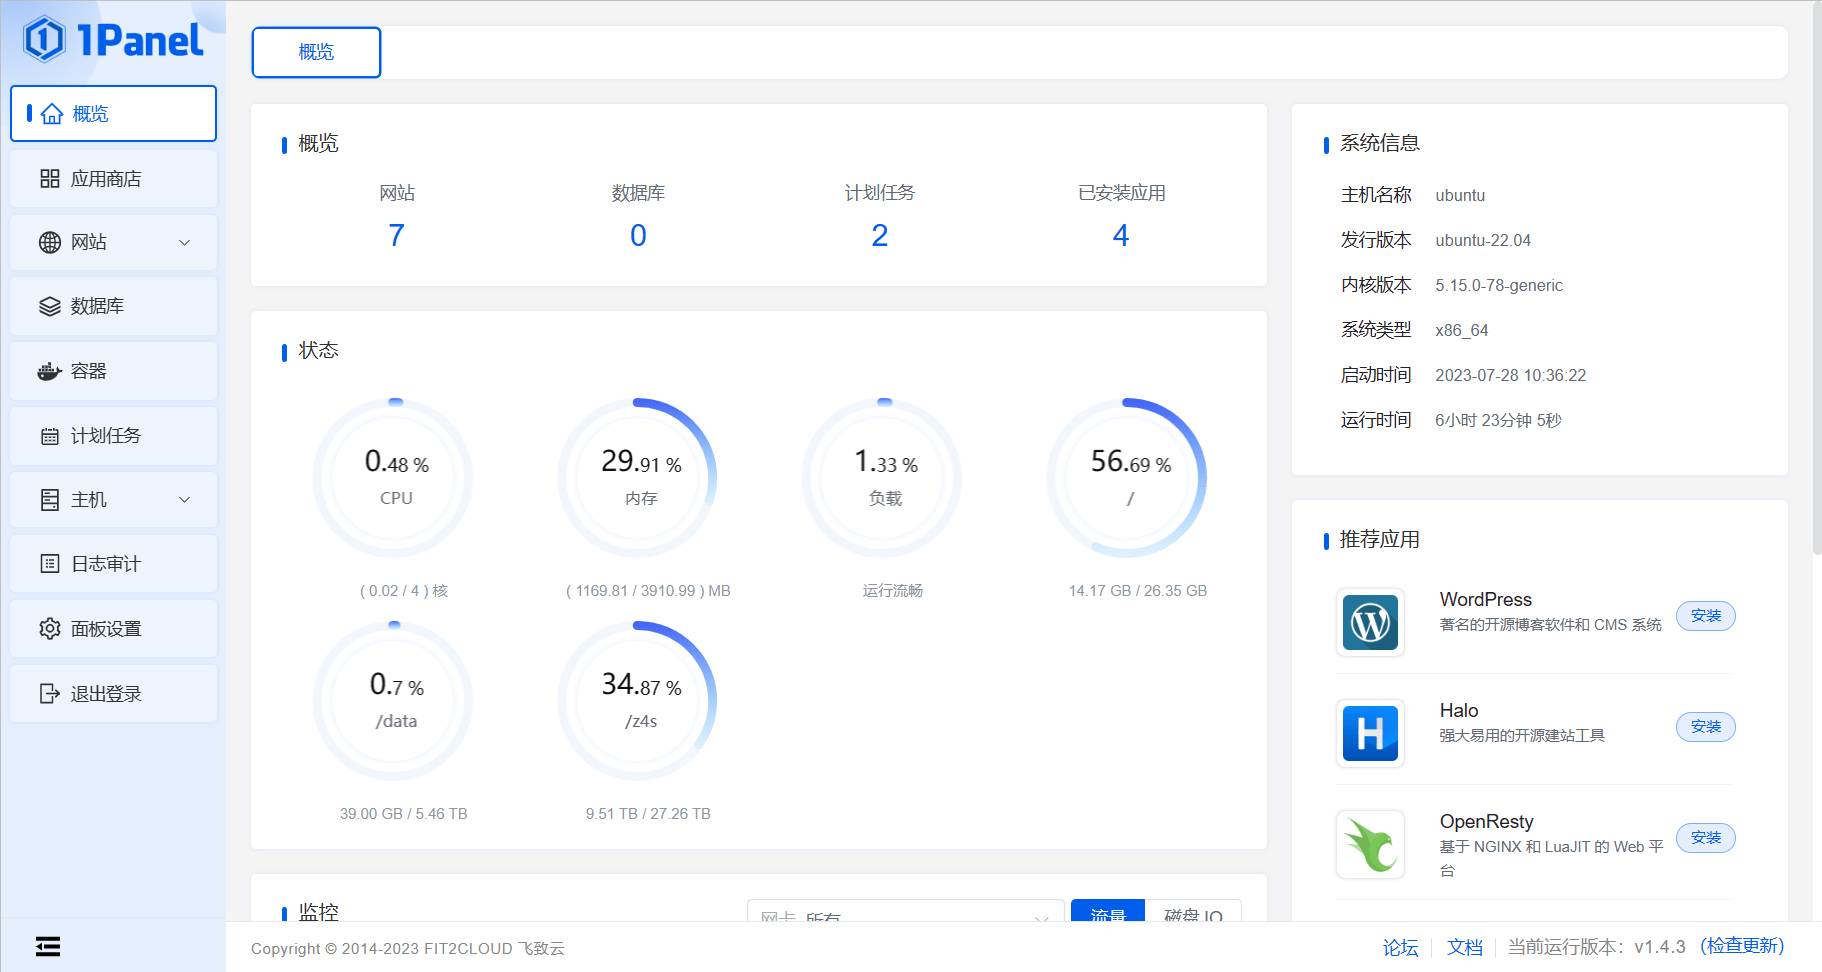 1Panel
概览
应用商店
网站
数据库
容器
计划任务
主机
日志审计
面板设置
退出登录
概览
概览
网站
7
数据库
0
计划任务
2
已安装应用
4
状态
0.48 %
CPU
( 0.02 / 4 ) 核
29.91 %
内存
( 1169.81 / 3910.99 ) MB
1.33 %
负载
运行流畅
56.69 %
/
14.17 GB / 26.35 GB
0.7 %
/data
39.00 GB / 5.46 TB
34.87 %
/z4s
9.51 TB / 27.26 TB
监控
网卡 所有
流量
磁盘 IO
系统信息
主机名称 ubuntu
发行版本 ubuntu-22.04
内核版本 5.15.0-78-generic
系统类型 x86_64
启动时间 2023-07-28 10:36:22
运行时间 6小时 23分钟 5秒
推荐应用
WordPress
著名的开源博客软件和 CMS 系统
安装
Halo
强大易用的开源建站工具
安装
OpenResty
基于 NGINX 和 LuaJIT 的 Web 平
台
安装
Copyright © 2014-2023 FIT2CLOUD 飞致云
论坛 文档 当前运行版本：v1.4.3 (检查更新)